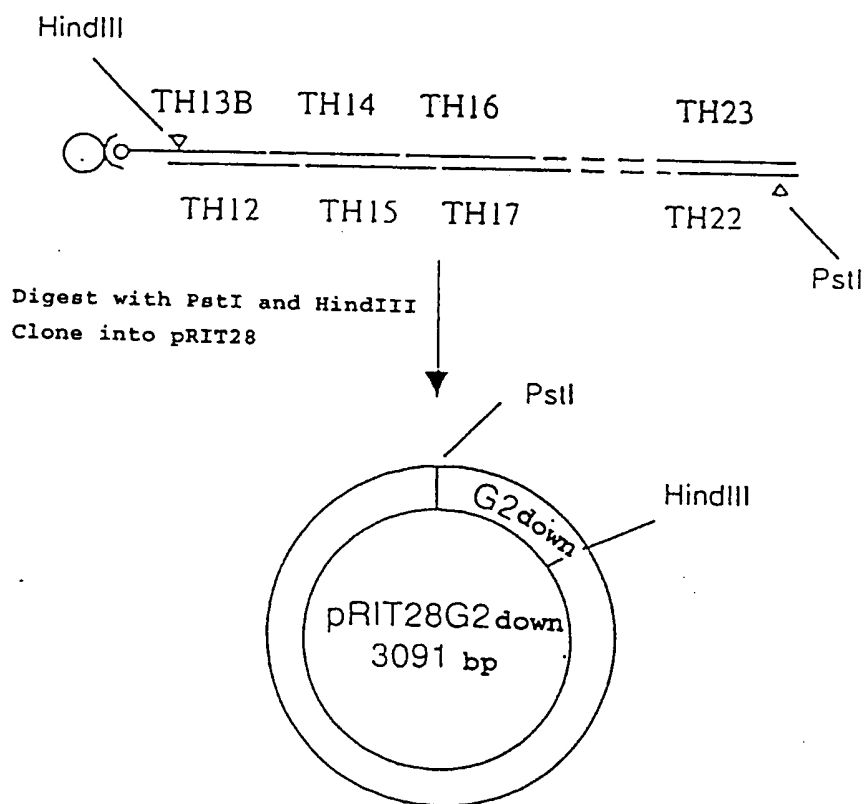 HindIII
TH13B TH14 TH16 TH23
TH12 TH15 TH17 TH22
PstI
Digest with PstI and HindIII
Clone into pRIT28
PstI
G2down
HindIII
pRIT28G2down
3091 bp